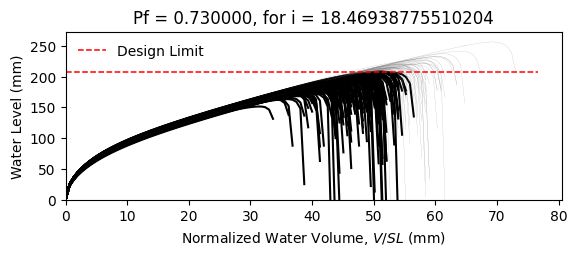 Pf = 0.730000, for i = 18.46938775510204
Design Limit
Water Level (mm)
250
200
150
100
50
0
0 10 20 30 40 50 60 70 80
Normalized Water Volume, V/SL (mm)